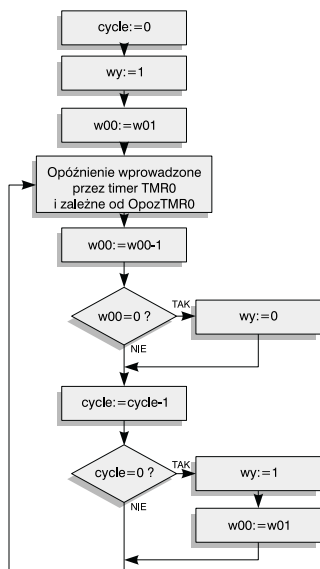 cycle:=0
wy:=1
w00:=w01
Opóźnienie wprowadzone
przez timer TMR0
i zależne od OpozTMR0
w00:=w00-1
w00=0 ?
TAK
wy:=0
NIE
cycle:=cycle-1
cycle=0 ?
TAK
wy:=1
NIE
w00:=w01